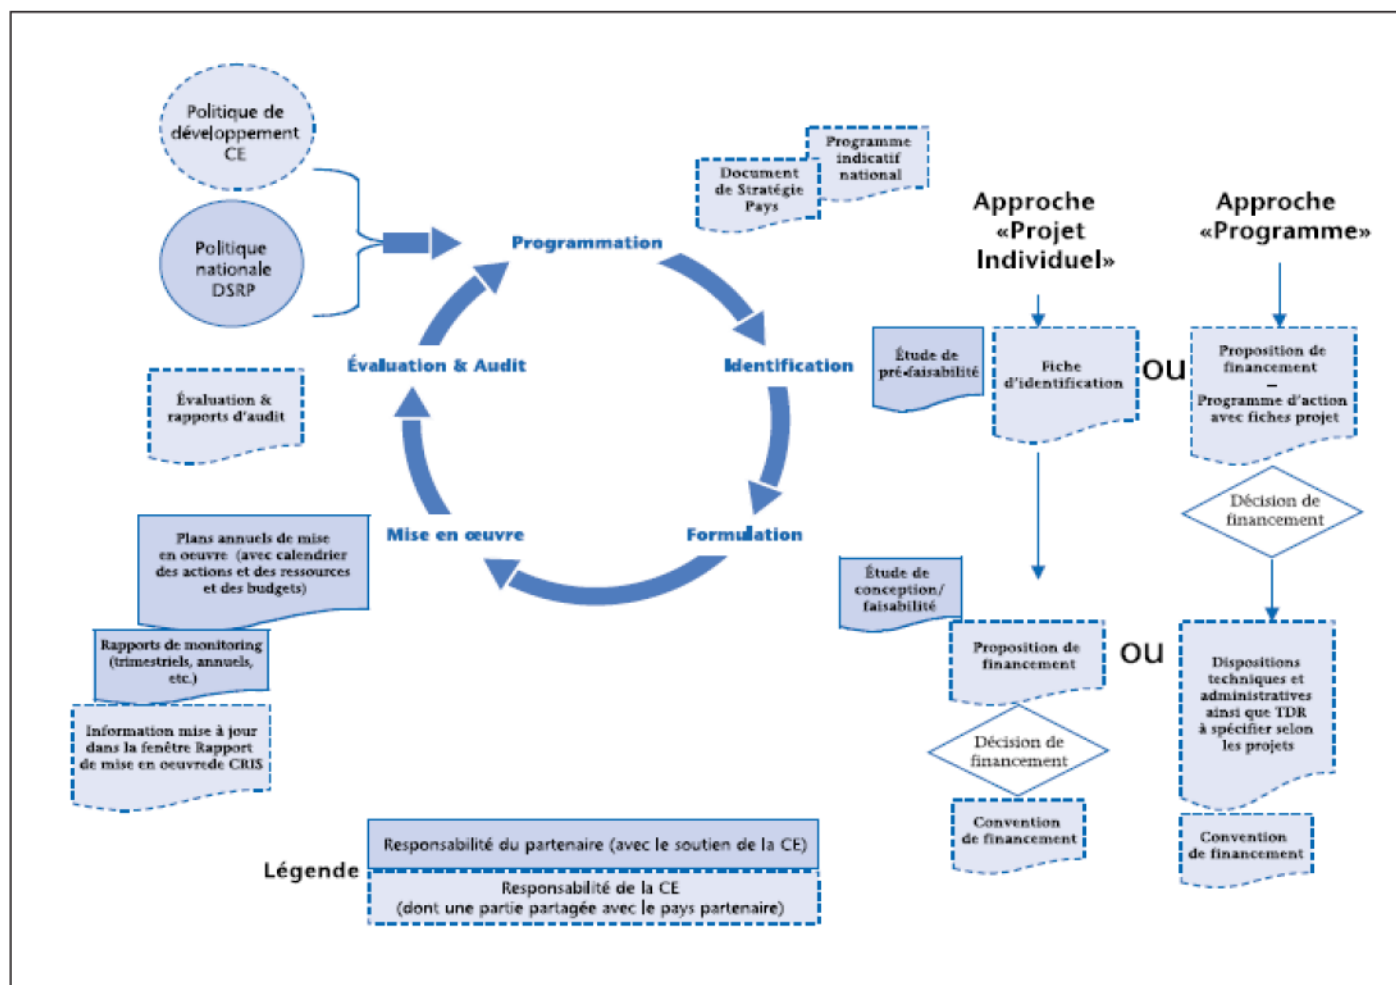 Politique de
développement
CE
Politique
nationale
DSRP
Programmation
Document
de Stratégie
Pays
Programme
indicatif
national
Approche
«Projet
Individuel»
Approche
«Programme»
Évaluation & Audit
Identification
Étude de
pré-faisabilité
Fiche
d'identification
OU
Proposition de
financement
–
Programme d'action
avec fiches projet
Évaluation &
rapports d'audit
Décision de
financement
Mise en œuvre
Formulation
Plans annuels de mise
en oeuvre (avec calendrier
des actions et des ressources
et des budgets)
Étude de
conception/
faisabilité
Rapports de monitoring
(trimestriels, annuels,
etc.)
Proposition de
financement
OU
Dispositions
techniques et
administratives
ainsi que TDR
à spécifier selon
les projets
Information mise à jour
dans la fenêtre Rapport
de mise en oeuvrede CRIS
Décision de
financement
Convention
de financement
Convention
de financement
Légende
Responsabilité du partenaire (avec le soutien de la CE)
Responsabilité de la CE
(dont une partie partagée avec le pays partenaire)